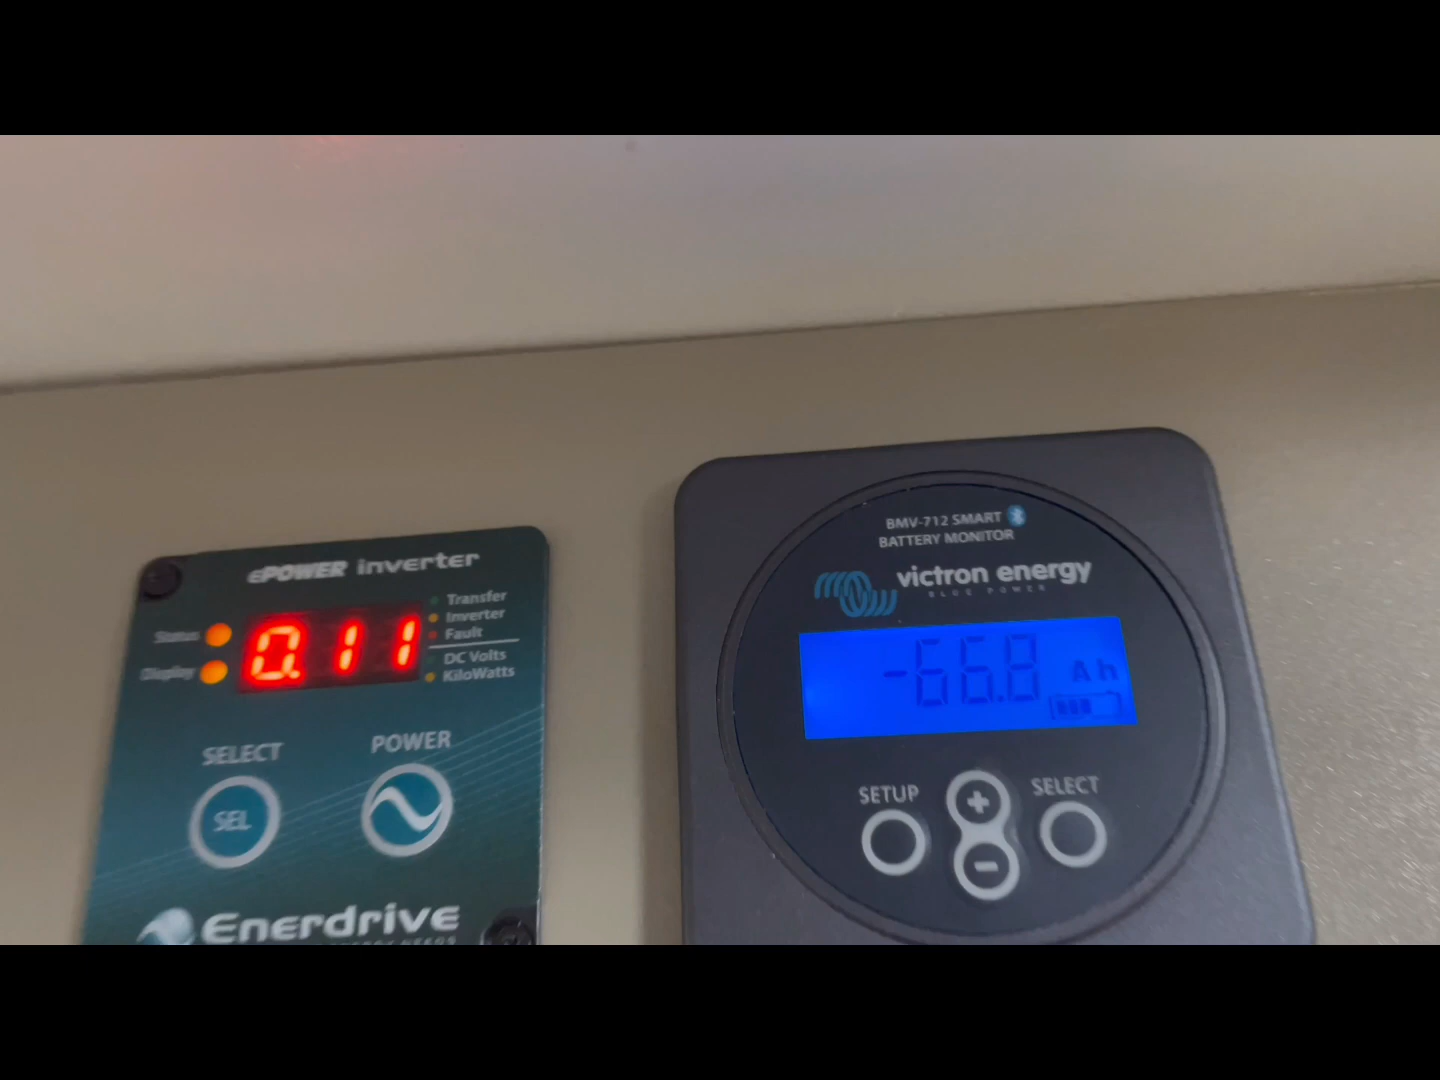 ePOWER inverter
Status
Display
0.11
Transfer
Inverter
Fault
DC Volts
KiloWatts
SELECT
POWER
SEL
Enerdrive
BMV-712 SMART
BATTERY MONITOR
victron energy
BLUE POWER
-66.8 Ah
SETUP
+
SELECT
-